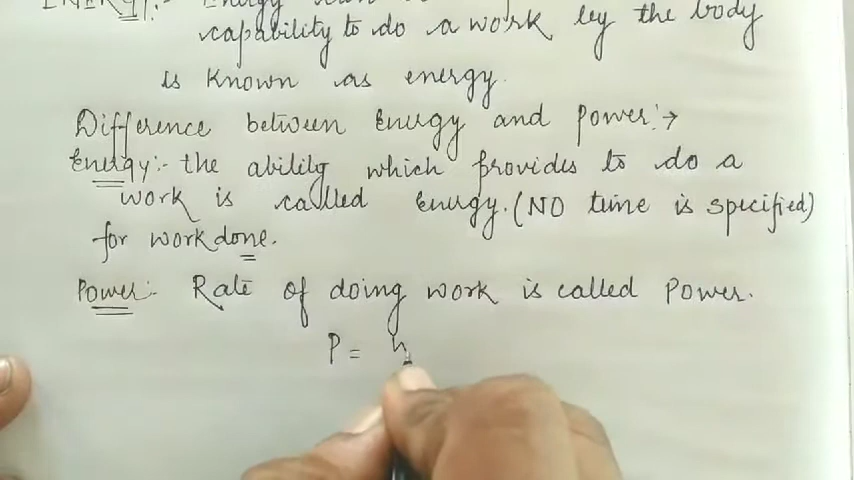 ENERGY:- Energy
capability to do a work by the body
is known as energy.
Difference between Energy and Power:→
Energy:- the ability which provides to do a
work is called Energy. (NO time is specified)
for work done.
Power:- Rate of doing work is called Power.
P =